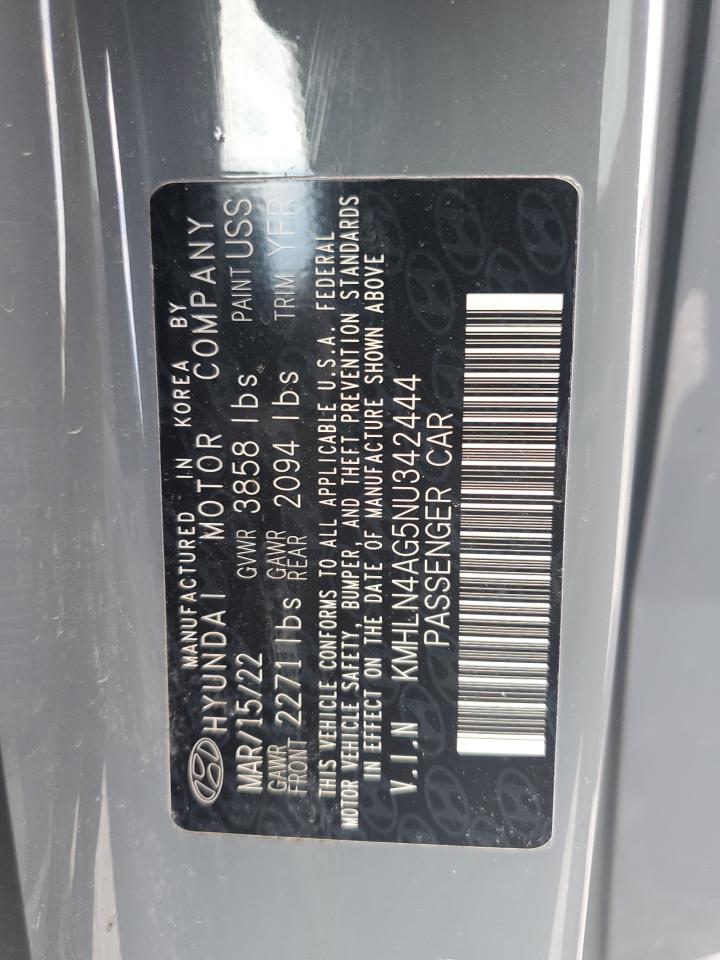 MANUFACTURED IN KOREA BY
HYUNDAI MOTOR COMPANY
MAR/15/22 GVWR 3858 lbs PAINT USS
GAWR FRONT 2271 lbs GAWR REAR 2094 lbs TRIM YFR
THIS VEHICLE CONFORMS TO ALL APPLICABLE U.S.A. FEDERAL
MOTOR VEHICLE SAFETY, BUMPER, AND THEFT PREVENTION STANDARDS
IN EFFECT ON THE DATE OF MANUFACTURE SHOWN ABOVE
V.I.N KMHLN4AG5NU342444
PASSENGER CAR